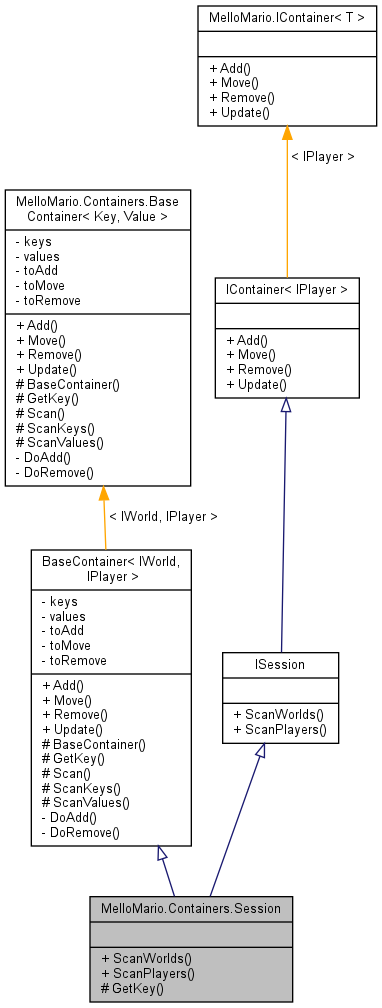 MelloMario.IContainer< T >
+ Add()
+ Move()
+ Remove()
+ Update()
< IPlayer >
MelloMario.Containers.Base
Container< Key, Value >
- keys
- values
- toAdd
- toMove
- toRemove
+ Add()
+ Move()
+ Remove()
+ Update()
# BaseContainer()
# GetKey()
# Scan()
# ScanKeys()
# ScanValues()
- DoAdd()
- DoRemove()
IContainer< IPlayer >
+ Add()
+ Move()
+ Remove()
+ Update()
< IWorld, IPlayer >
BaseContainer< IWorld,
IPlayer >
- keys
- values
- toAdd
- toMove
- toRemove
+ Add()
+ Move()
+ Remove()
+ Update()
# BaseContainer()
# GetKey()
# Scan()
# ScanKeys()
# ScanValues()
- DoAdd()
- DoRemove()
ISession
+ ScanWorlds()
+ ScanPlayers()
MelloMario.Containers.Session
+ ScanWorlds()
+ ScanPlayers()
# GetKey()